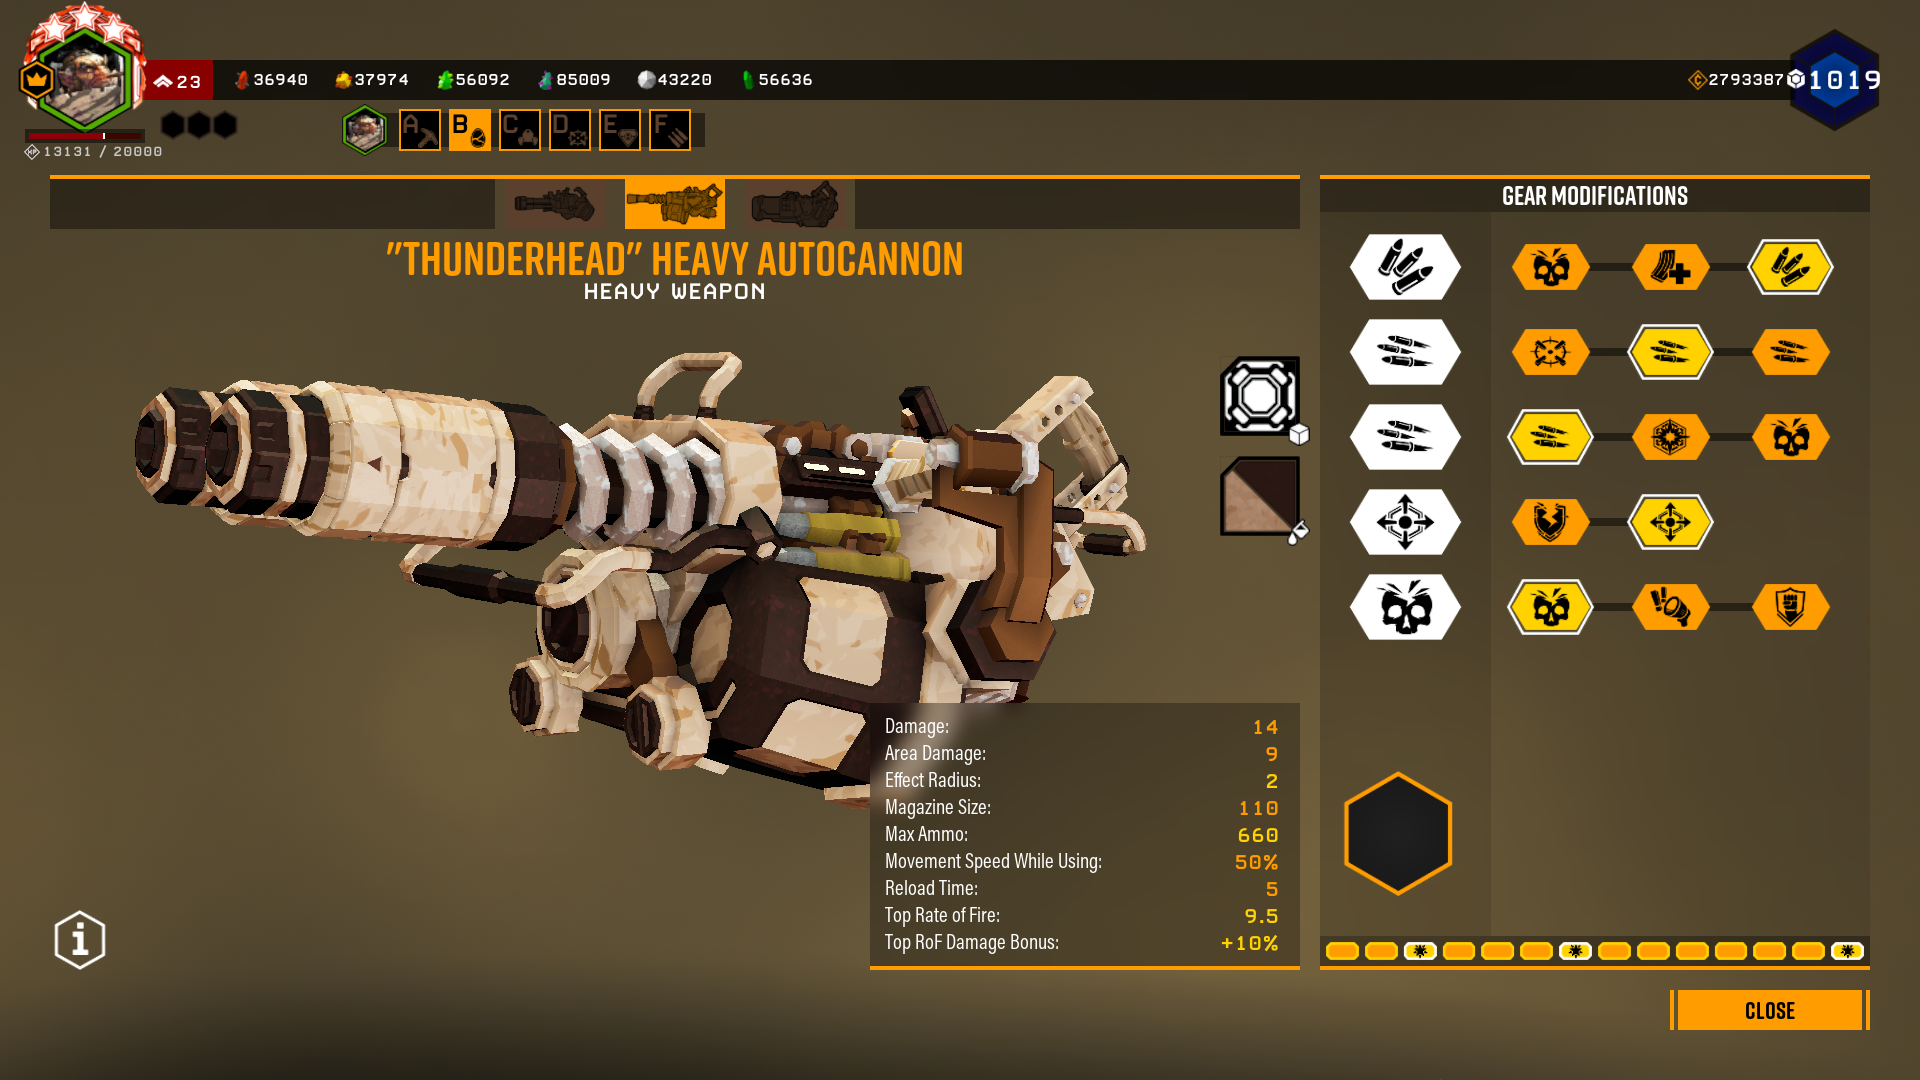 23
36940
37974
56092
85009
43220
56636
2793387
1019
13131 / 20000
A
B
C
D
E
F
"THUNDERHEAD" HEAVY AUTOCANNON
HEAVY WEAPON
GEAR MODIFICATIONS
Damage: 14
Area Damage: 9
Effect Radius: 2
Magazine Size: 110
Max Ammo: 660
Movement Speed While Using: 50%
Reload Time: 5
Top Rate of Fire: 9.5
Top RoF Damage Bonus: +10%
CLOSE